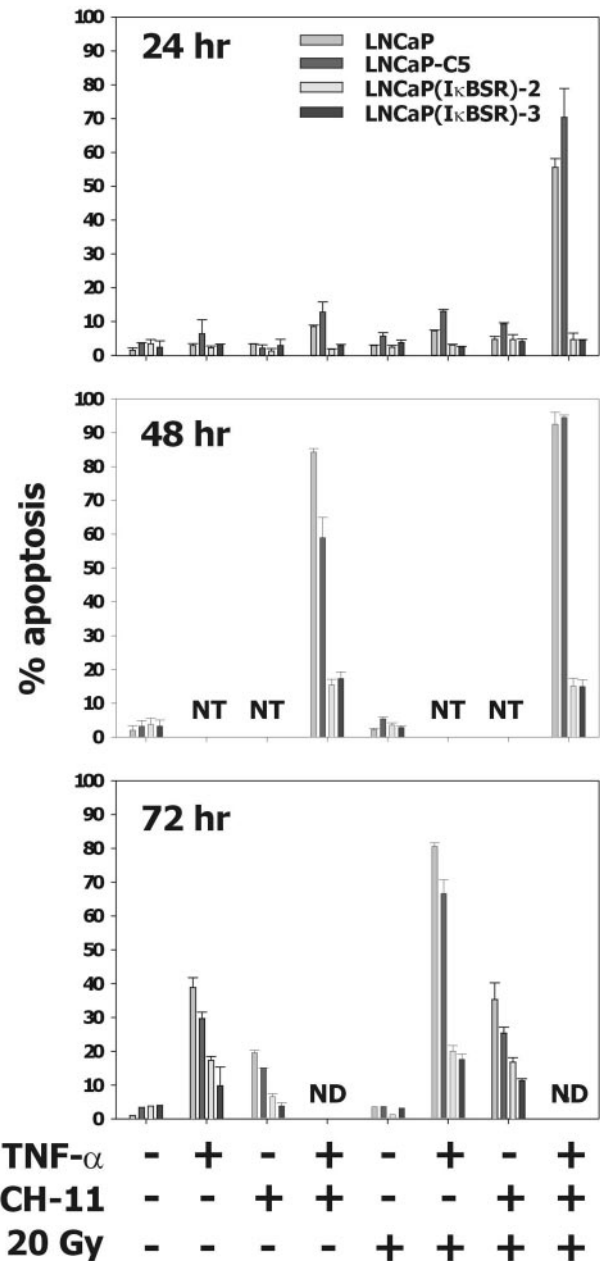 100
90
80
70
60
50
40
30
20
10
0
24 hr
LNCaP
LNCaP-C5
LNCaP(IκBSR)-2
LNCaP(IκBSR)-3
% apoptosis
100
90
80
70
60
50
40
30
20
10
0
48 hr
NT NT NT NT
100
90
80
70
60
50
40
30
20
10
0
72 hr
ND ND
TNF-α - + - + - + - +
CH-11 - - + + - - + +
20 Gy - - - - + + + +